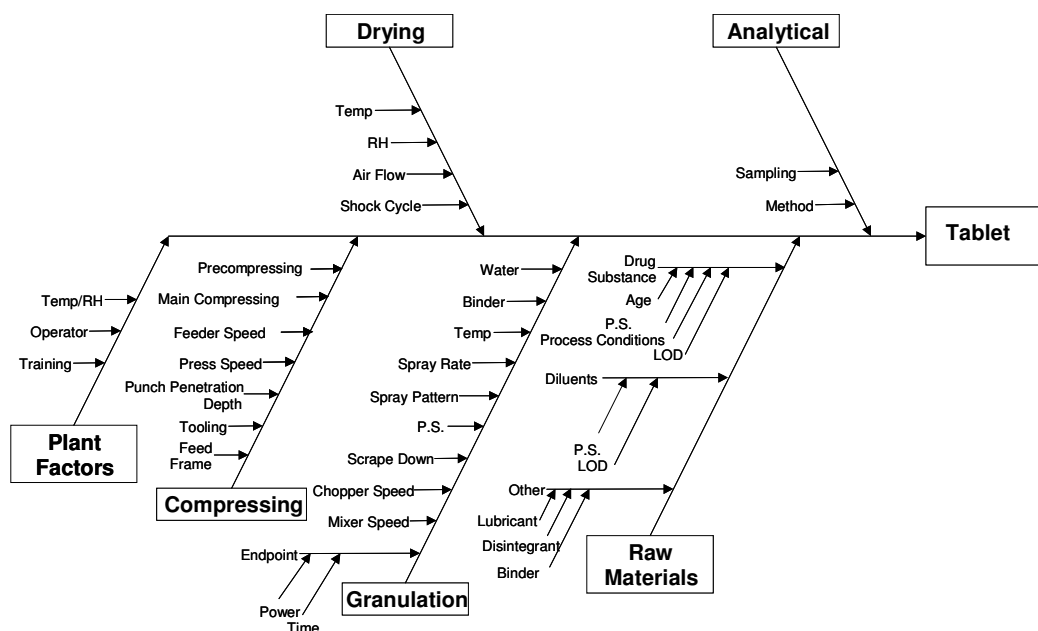 Drying
Analytical
Temp
RH
Air Flow
Shock Cycle
Sampling
Method
Tablet
Temp/RH
Operator
Training
Plant
Factors
Precompressing
Main Compressing
Feeder Speed
Press Speed
Punch Penetration
Depth
Tooling
Feed
Frame
Compressing
Water
Binder
Temp
Spray Rate
Spray Pattern
P.S.
Scrape Down
Chopper Speed
Mixer Speed
Endpoint
Power
Time
Granulation
Drug
Substance
Age
P.S.
Process Conditions
LOD
Diluents
P.S.
LOD
Other
Lubricant
Disintegrant
Binder
Raw
Materials